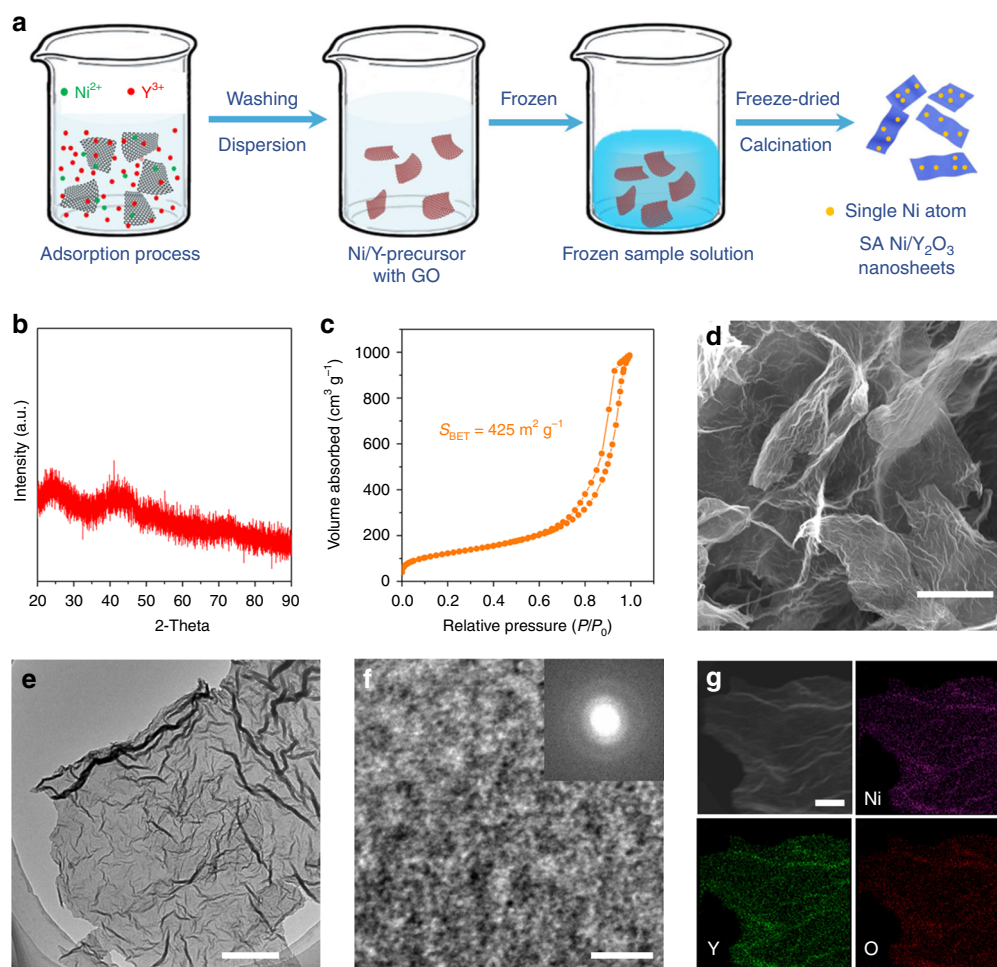 a
Ni²⁺ Y³⁺
Washing
Dispersion
Frozen
Freeze-dried
Calcination
Adsorption process
Ni/Y-precursor
with GO
Frozen sample solution
Single Ni atom
SA Ni/Y₂O₃
nanosheets
b
Intensity (a.u.)
20 30 40 50 60 70 80 90
2-Theta
c
Volume absorbed (cm³ g⁻¹)
1000
800
600
400
200
0
S_BET = 425 m² g⁻¹
0.0 0.2 0.4 0.6 0.8 1.0
Relative pressure (P/P₀)
d
e
f
g
Ni
Y
O